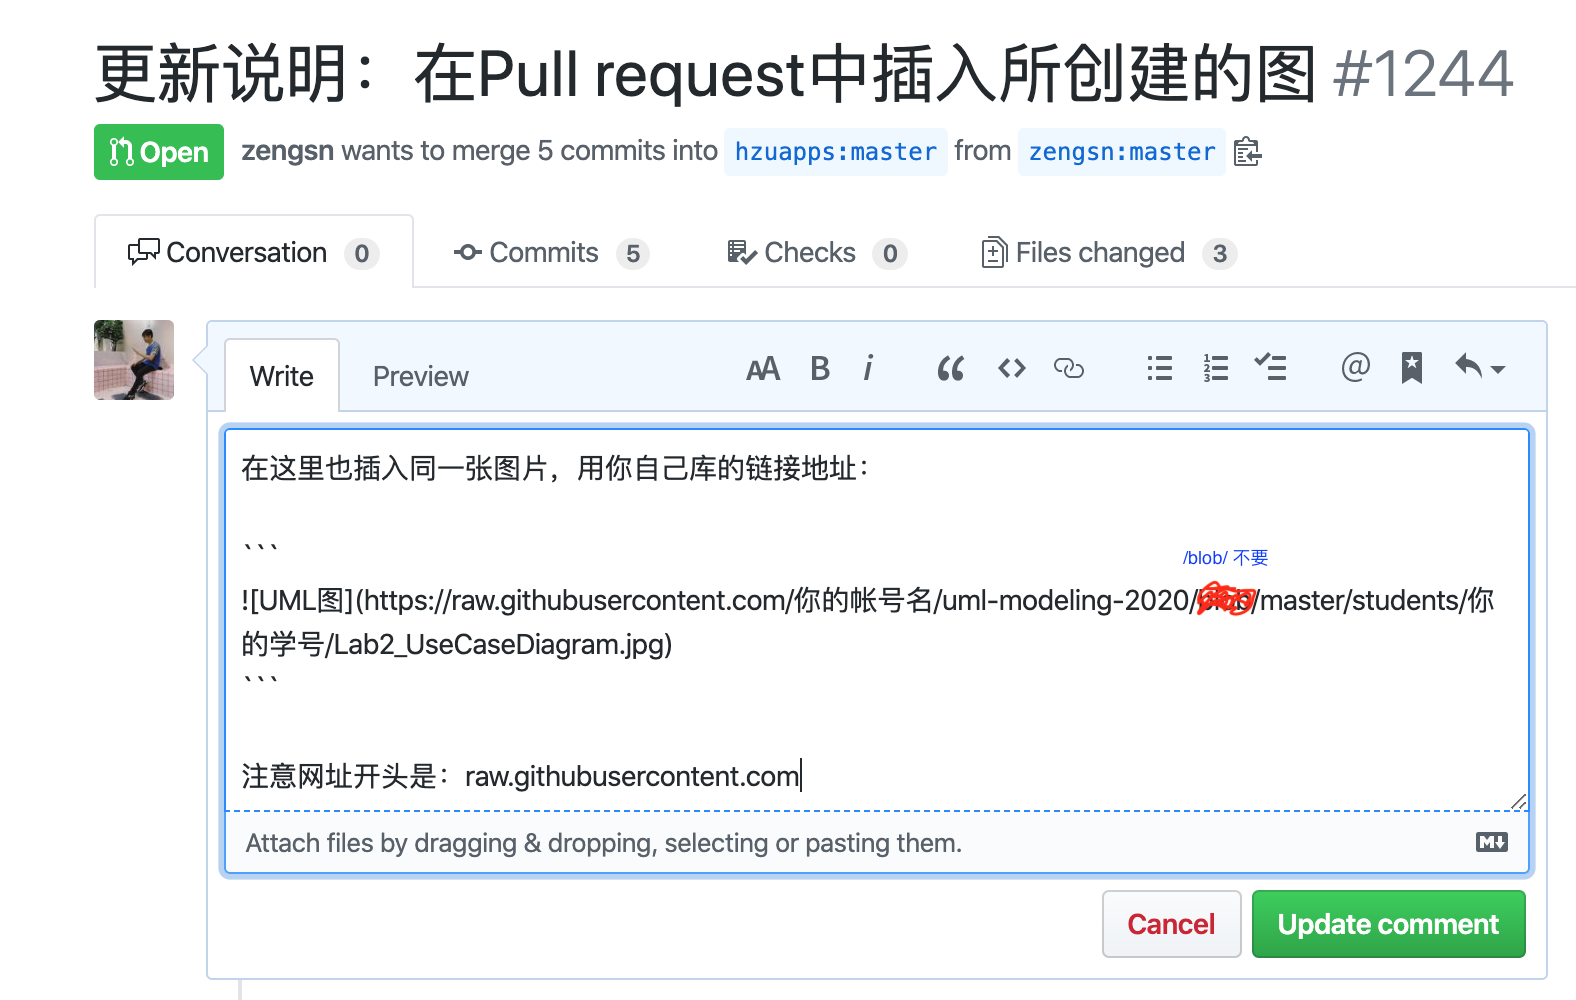 更新说明：在Pull request中插入所创建的图 #1244
Open zengsn wants to merge 5 commits into hzuapps:master from zengsn:master
Conversation 0 Commits 5 Checks 0 Files changed 3
Write Preview AA B i @
在这里也插入同一张图片，用你自己库的链接地址：
```
/blob/ 不要
![UML图](https://raw.githubusercontent.com/你的帐号名/uml-modeling-2020/blob/master/students/你
的学号/Lab2_UseCaseDiagram.jpg)
```
注意网址开头是：raw.githubusercontent.com
Attach files by dragging & dropping, selecting or pasting them.
Cancel Update comment